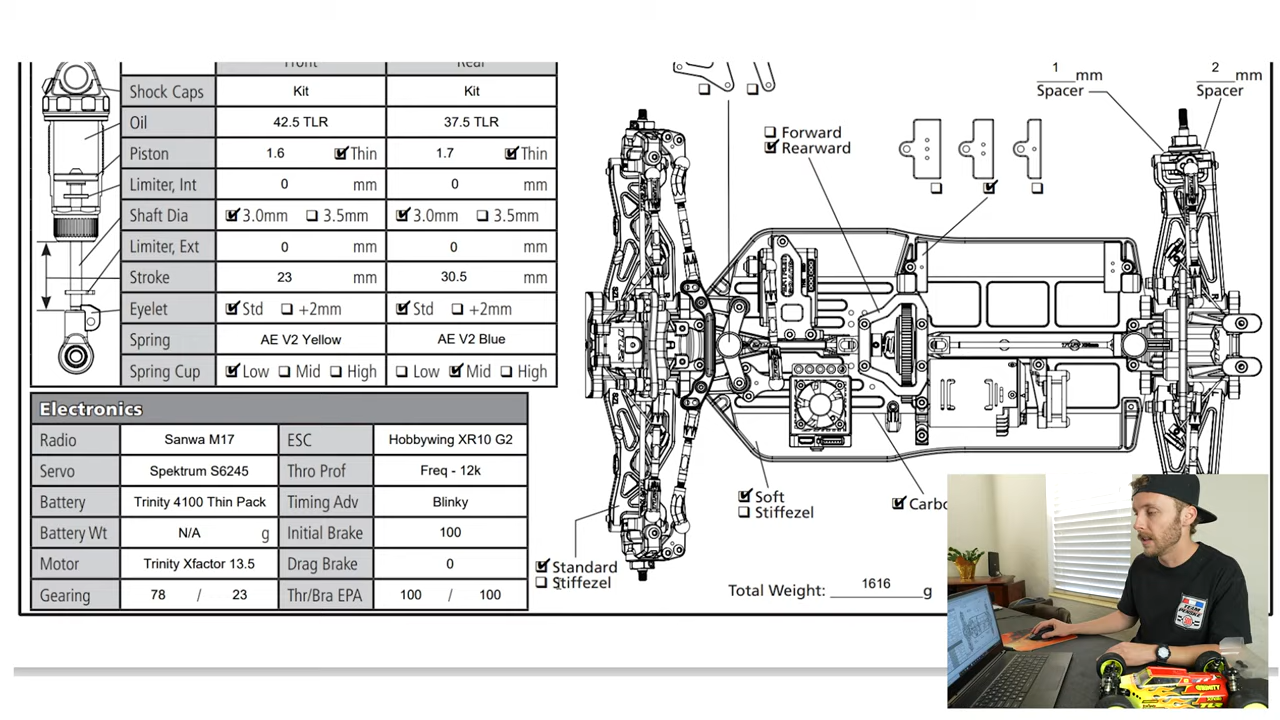 Front Rear
Shock Caps Kit Kit
Oil 42.5 TLR 37.5 TLR
Piston 1.6 Thin 1.7 Thin
Limiter, Int 0 mm 0 mm
Shaft Dia 3.0mm 3.5mm 3.0mm 3.5mm
Limiter, Ext 0 mm 0 mm
Stroke 23 mm 30.5 mm
Eyelet Std +2mm Std +2mm
Spring AE V2 Yellow AE V2 Blue
Spring Cup Low Mid High Low Mid High
Electronics
Radio Sanwa M17 ESC Hobbywing XR10 G2
Servo Spektrum S6245 Thro Prof Freq - 12k
Battery Trinity 4100 Thin Pack Timing Adv Blinky
Battery Wt N/A g Initial Brake 100
Motor Trinity Xfactor 13.5 Drag Brake 0
Gearing 78 / 23 Thr/Bra EPA 100 / 100
1 mm
Spacer
2 mm
Spacer
Forward
Rearward
Soft
Stiffezel
Carbo
Standard
Stiffezel
Total Weight: 1616 g
TEAM
PENSKE